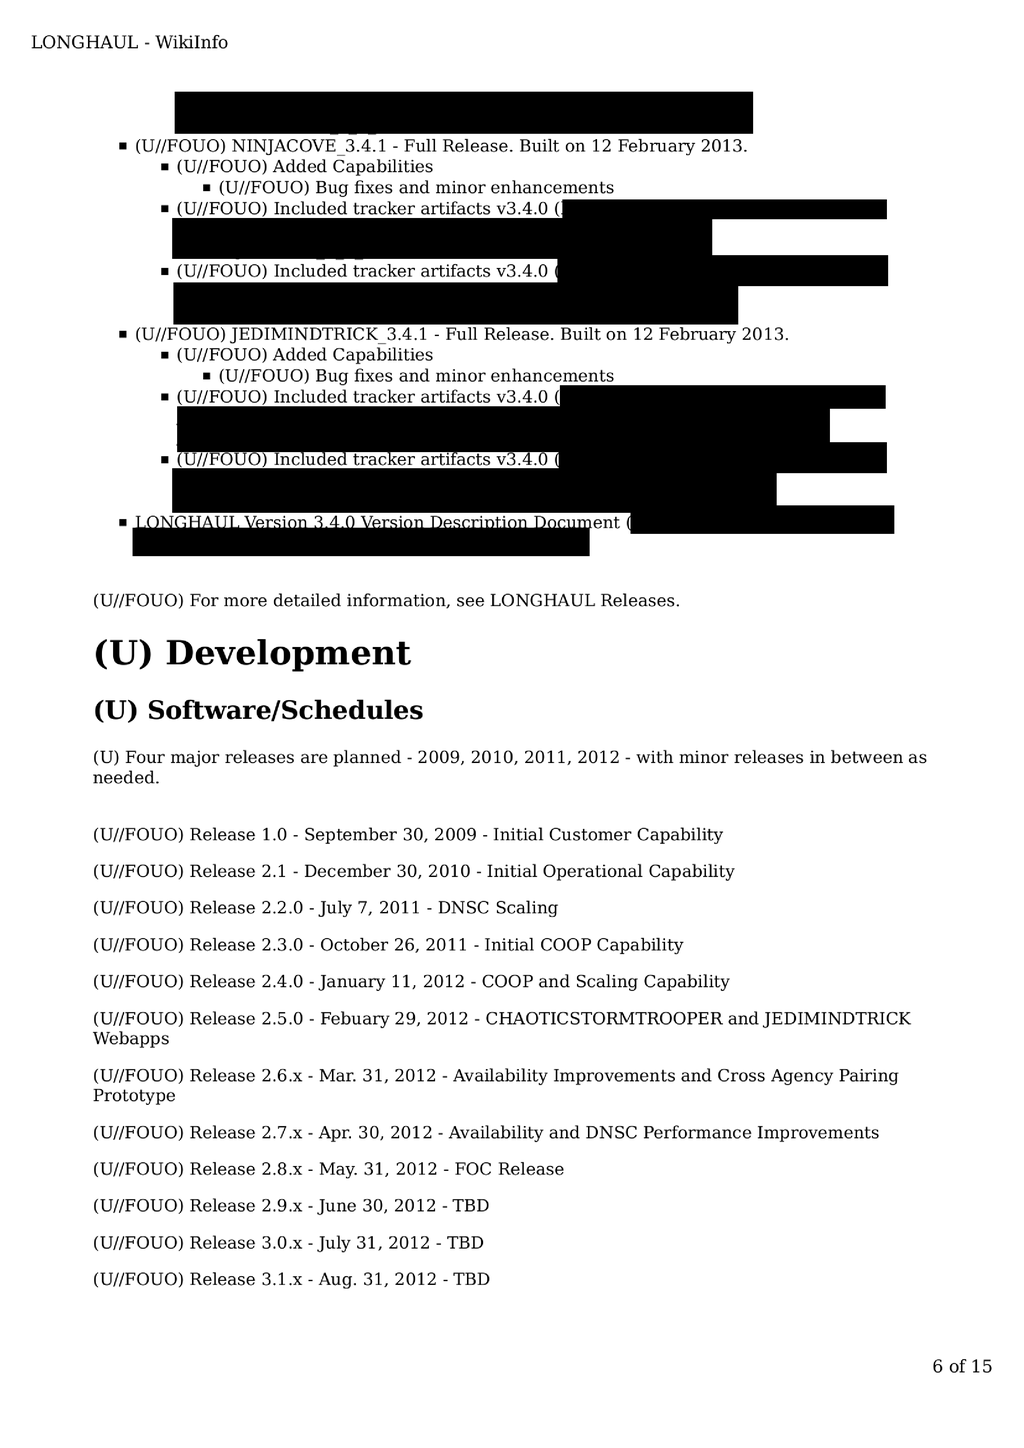 LONGHAUL - WikiInfo
(U//FOUO) NINJACOVE_3.4.1 - Full Release. Built on 12 February 2013.
(U//FOUO) Added Capabilities
(U//FOUO) Bug fixes and minor enhancements
(U//FOUO) Included tracker artifacts v3.4.0 (
(U//FOUO) Included tracker artifacts v3.4.0 (
(U//FOUO) JEDIMINDTRICK_3.4.1 - Full Release. Built on 12 February 2013.
(U//FOUO) Added Capabilities
(U//FOUO) Bug fixes and minor enhancements
(U//FOUO) Included tracker artifacts v3.4.0 (
(U//FOUO) Included tracker artifacts v3.4.0 (
LONGHAUL Version 3.4.0 Version Description Document (
(U//FOUO) For more detailed information, see LONGHAUL Releases.
(U) Development
(U) Software/Schedules
(U) Four major releases are planned - 2009, 2010, 2011, 2012 - with minor releases in between as
needed.
(U//FOUO) Release 1.0 - September 30, 2009 - Initial Customer Capability
(U//FOUO) Release 2.1 - December 30, 2010 - Initial Operational Capability
(U//FOUO) Release 2.2.0 - July 7, 2011 - DNSC Scaling
(U//FOUO) Release 2.3.0 - October 26, 2011 - Initial COOP Capability
(U//FOUO) Release 2.4.0 - January 11, 2012 - COOP and Scaling Capability
(U//FOUO) Release 2.5.0 - Febuary 29, 2012 - CHAOTICSTORMTROOPER and JEDIMINDTRICK
Webapps
(U//FOUO) Release 2.6.x - Mar. 31, 2012 - Availability Improvements and Cross Agency Pairing
Prototype
(U//FOUO) Release 2.7.x - Apr. 30, 2012 - Availability and DNSC Performance Improvements
(U//FOUO) Release 2.8.x - May. 31, 2012 - FOC Release
(U//FOUO) Release 2.9.x - June 30, 2012 - TBD
(U//FOUO) Release 3.0.x - July 31, 2012 - TBD
(U//FOUO) Release 3.1.x - Aug. 31, 2012 - TBD
6 of 15